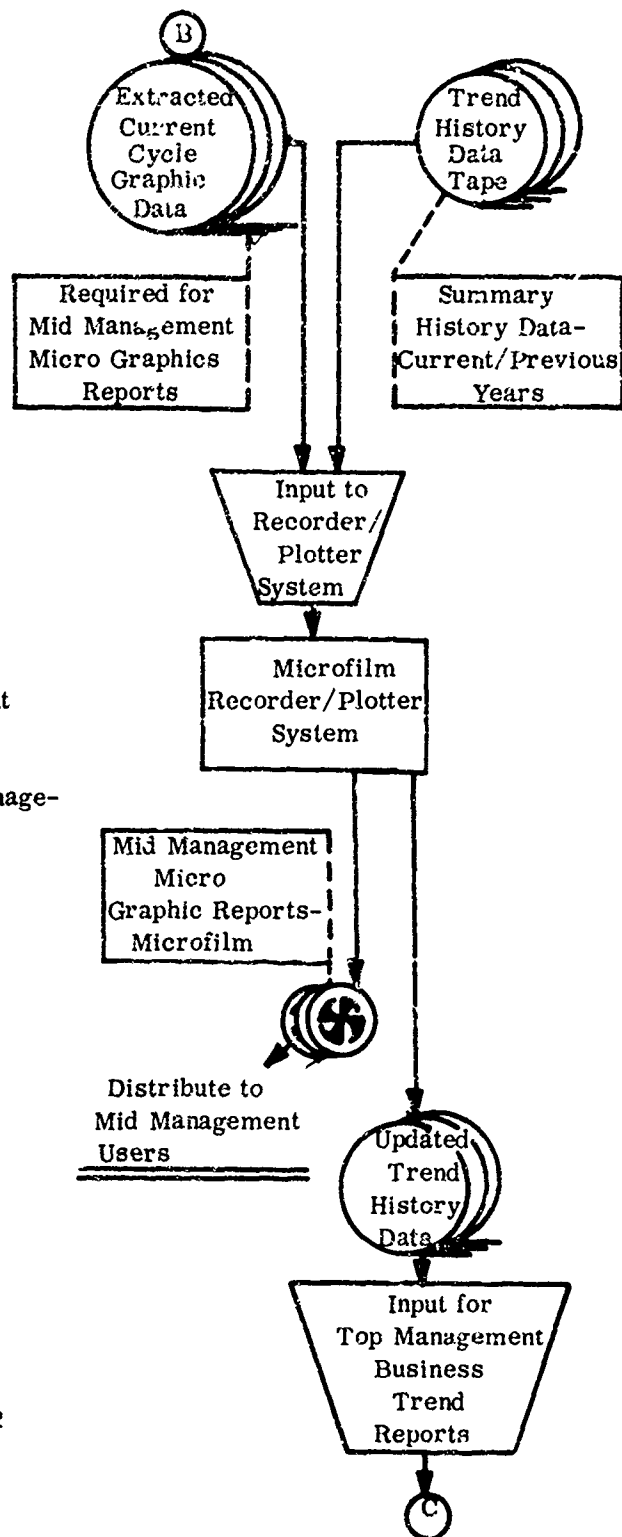 B
Extracted
Current
Cycle
Graphic
Data
Trend
History
Data
Tape
Required for
Mid Management
Micro Graphics
Reports
Summary
History Data-
Current/Previous
Years
Input to
Recorder/
Plotter
System
Microfilm
Recorder/Plotter
System
nage-
Mid Management
Micro
Graphic Reports-
Microfilm
Distribute to
Mid Management
Users
Updated
Trend
History
Data
Input for
Top Management
Business
Trend
Reports
C